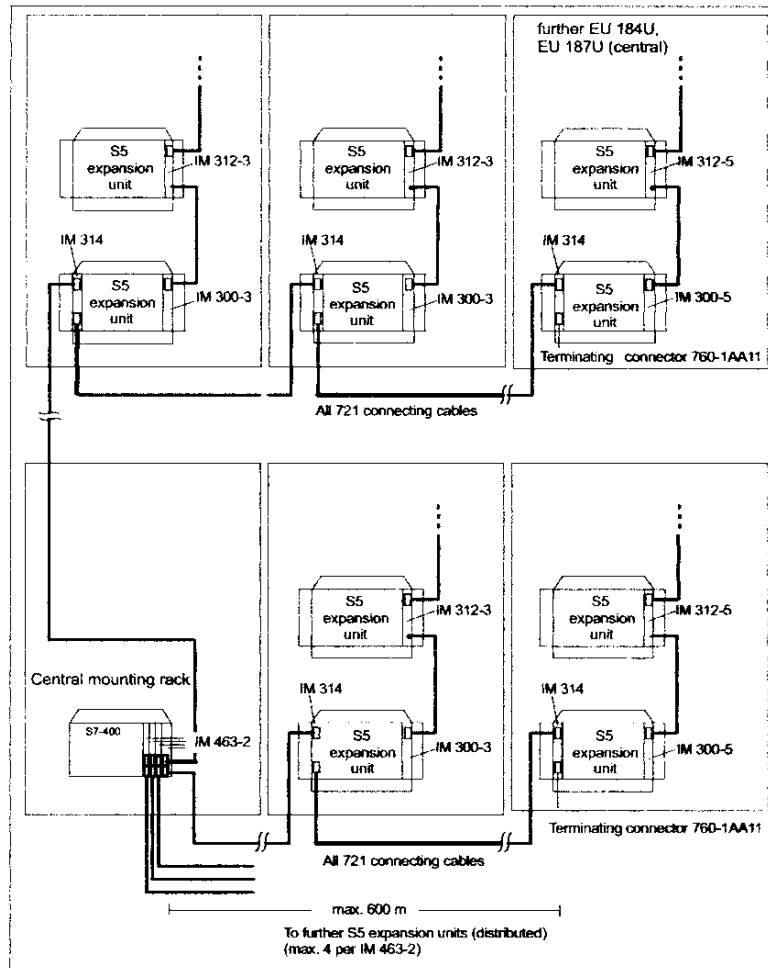 further EU 184U,
EU 187U (central)
S5
expansion
unit
IM 312-3
S5
expansion
unit
IM 312-3
S5
expansion
unit
IM 312-5
IM 314
S5
expansion
unit
IM 300-3
IM 314
S5
expansion
unit
IM 300-3
IM 314
S5
expansion
unit
IM 300-5
Terminating connector 760-1AA11
All 721 connecting cables
S5
expansion
unit
IM 312-3
S5
expansion
unit
IM 312-5
Central mounting rack
S7-400
IM 463-2
IM 314
S5
expansion
unit
IM 300-3
IM 314
S5
expansion
unit
IM 300-5
Terminating connector 760-1AA11
All 721 connecting cables
max. 600 m
To further S5 expansion units (distributed)
(max. 4 per IM 463-2)